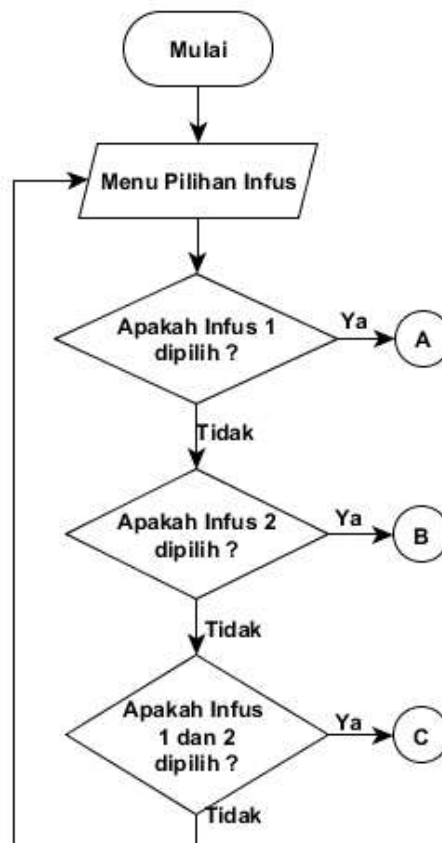 Mulai
Menu Pilihan Infus
Apakah Infus 1
dipilih ?
Ya
A
Tidak
Apakah Infus 2
dipilih ?
Ya
B
Tidak
Apakah Infus
1 dan 2
dipilih ?
Ya
C
Tidak